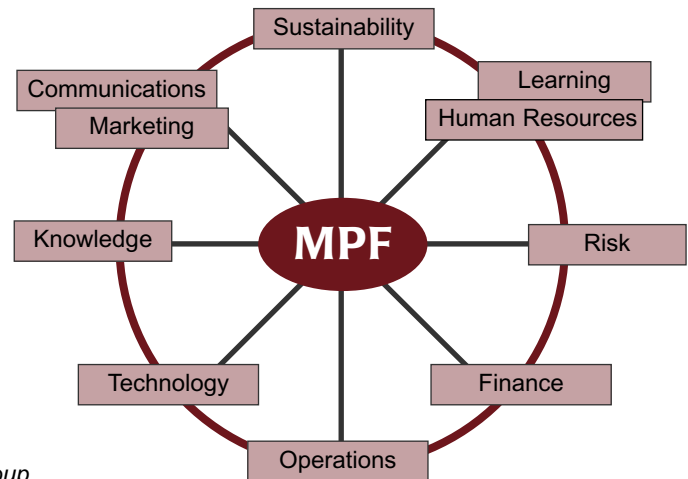 Sustainability
Communications
Learning
Marketing
Human Resources
Knowledge
MPF
Risk
Technology
Finance
Operations